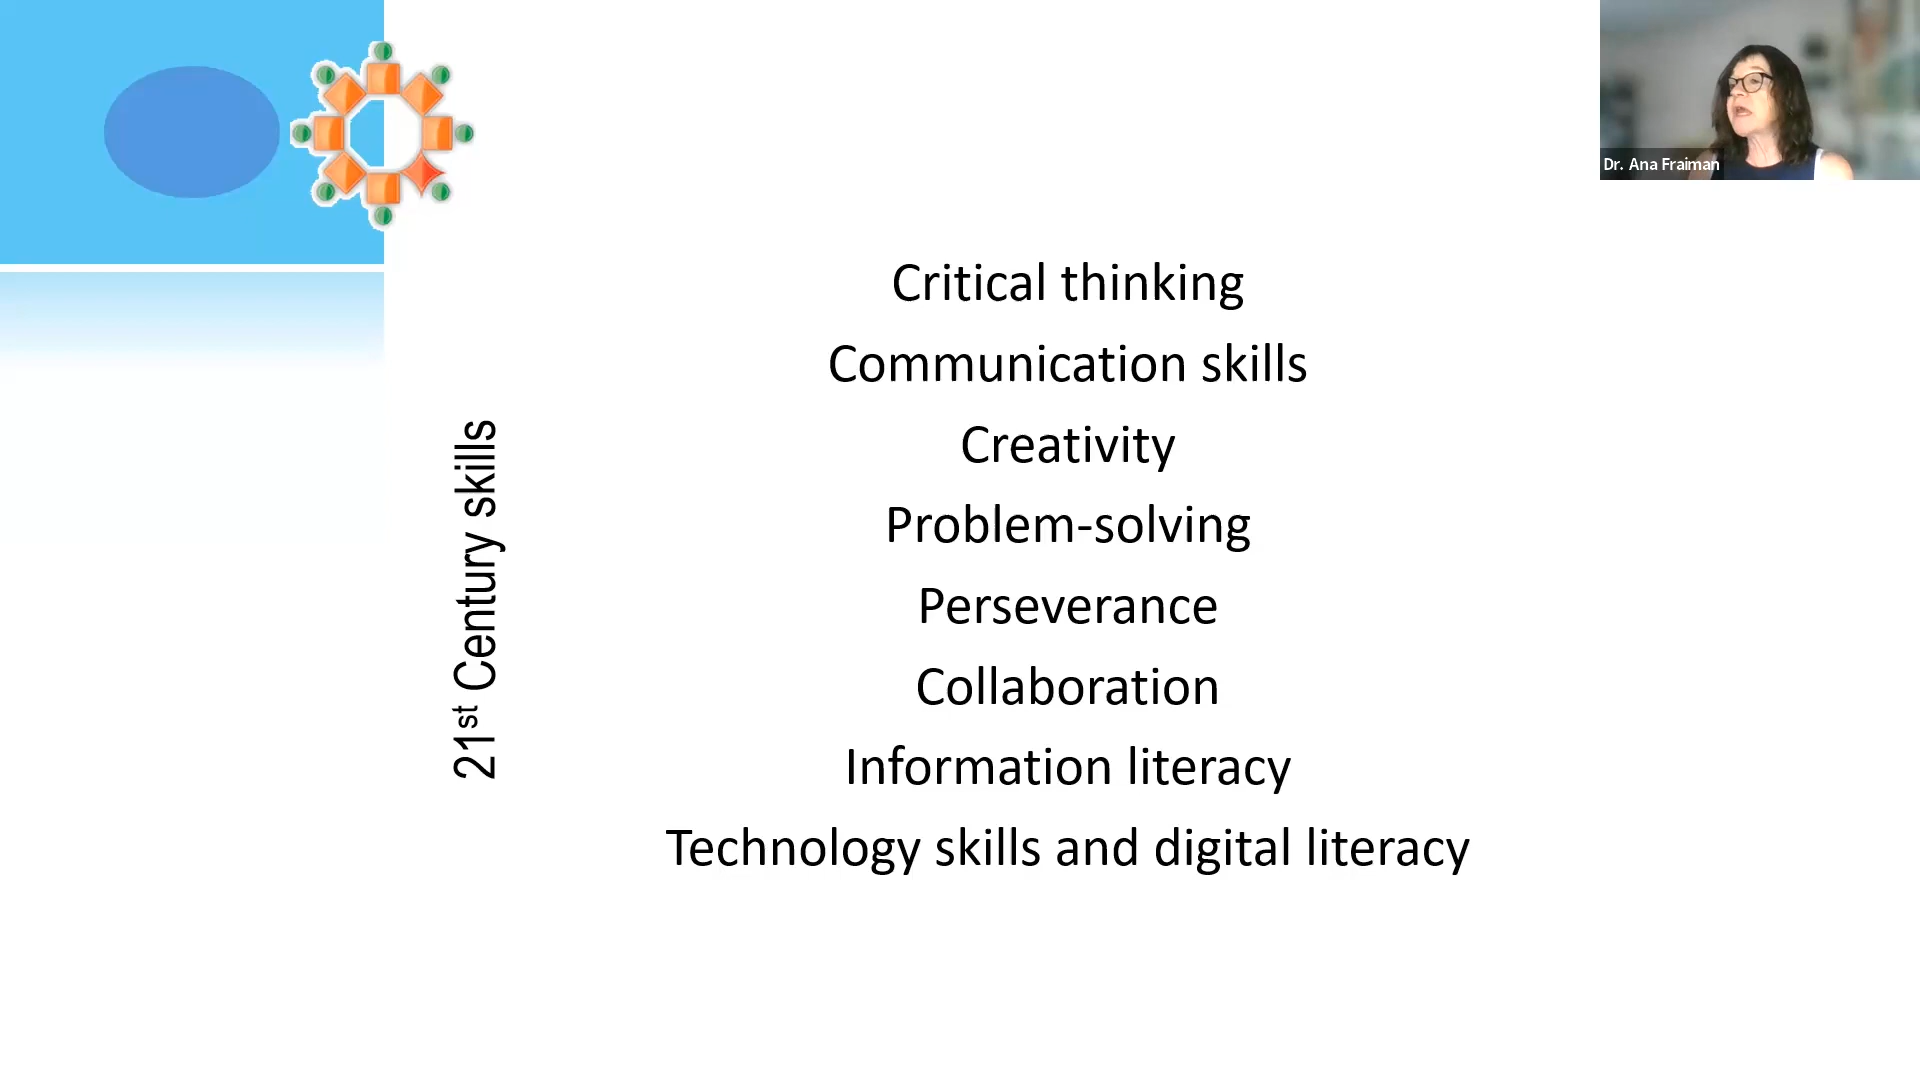 Dr. Ana Fraiman
21st Century skills
Critical thinking
Communication skills
Creativity
Problem-solving
Perseverance
Collaboration
Information literacy
Technology skills and digital literacy